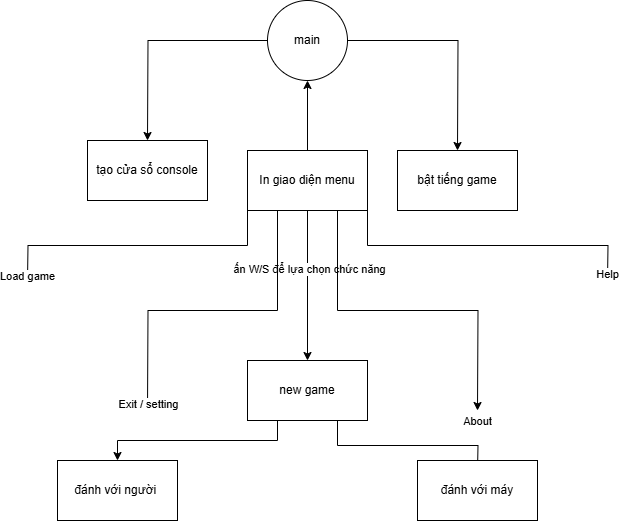 main
tạo cửa sổ console
In giao diện menu
bật tiếng game
Load game
ấn W/S để lựa chọn chức năng
Help
new game
Exit / setting
About
đánh với người
đánh với máy